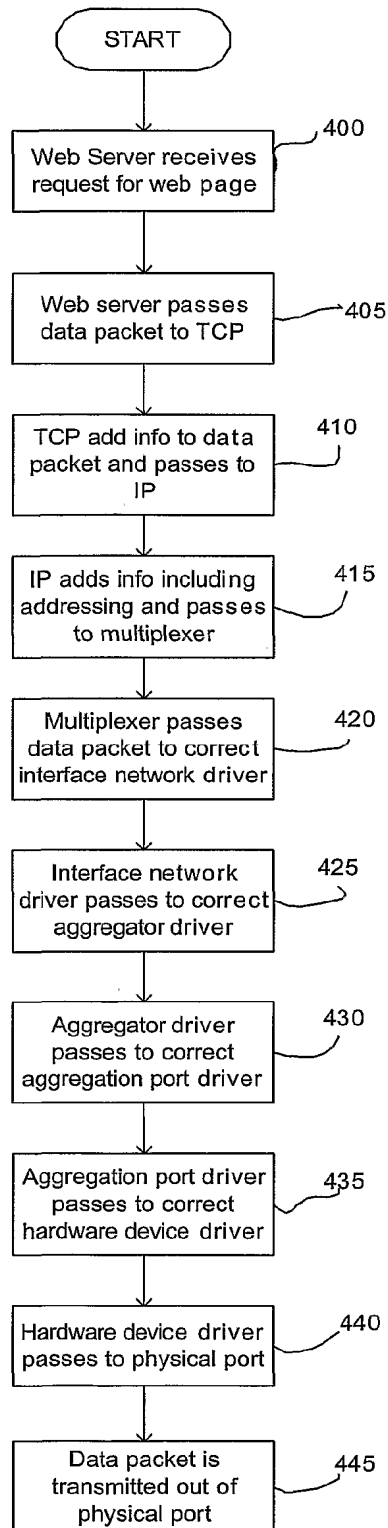 START
400
Web Server receives
request for web page
Web server passes
data packet to TCP
405
TCP add info to data
packet and passes to
IP
410
IP adds info including
addressing and passes
to multiplexer
415
Multiplexer passes
data packet to correct
interface network driver
420
Interface network
driver passes to correct
aggregator driver
425
Aggregator driver
passes to correct
aggregation port driver
430
Aggregation port driver
passes to correct
hardware device driver
435
Hardware device driver
passes to physical port
440
Data packet is
transmitted out of
physical port
445